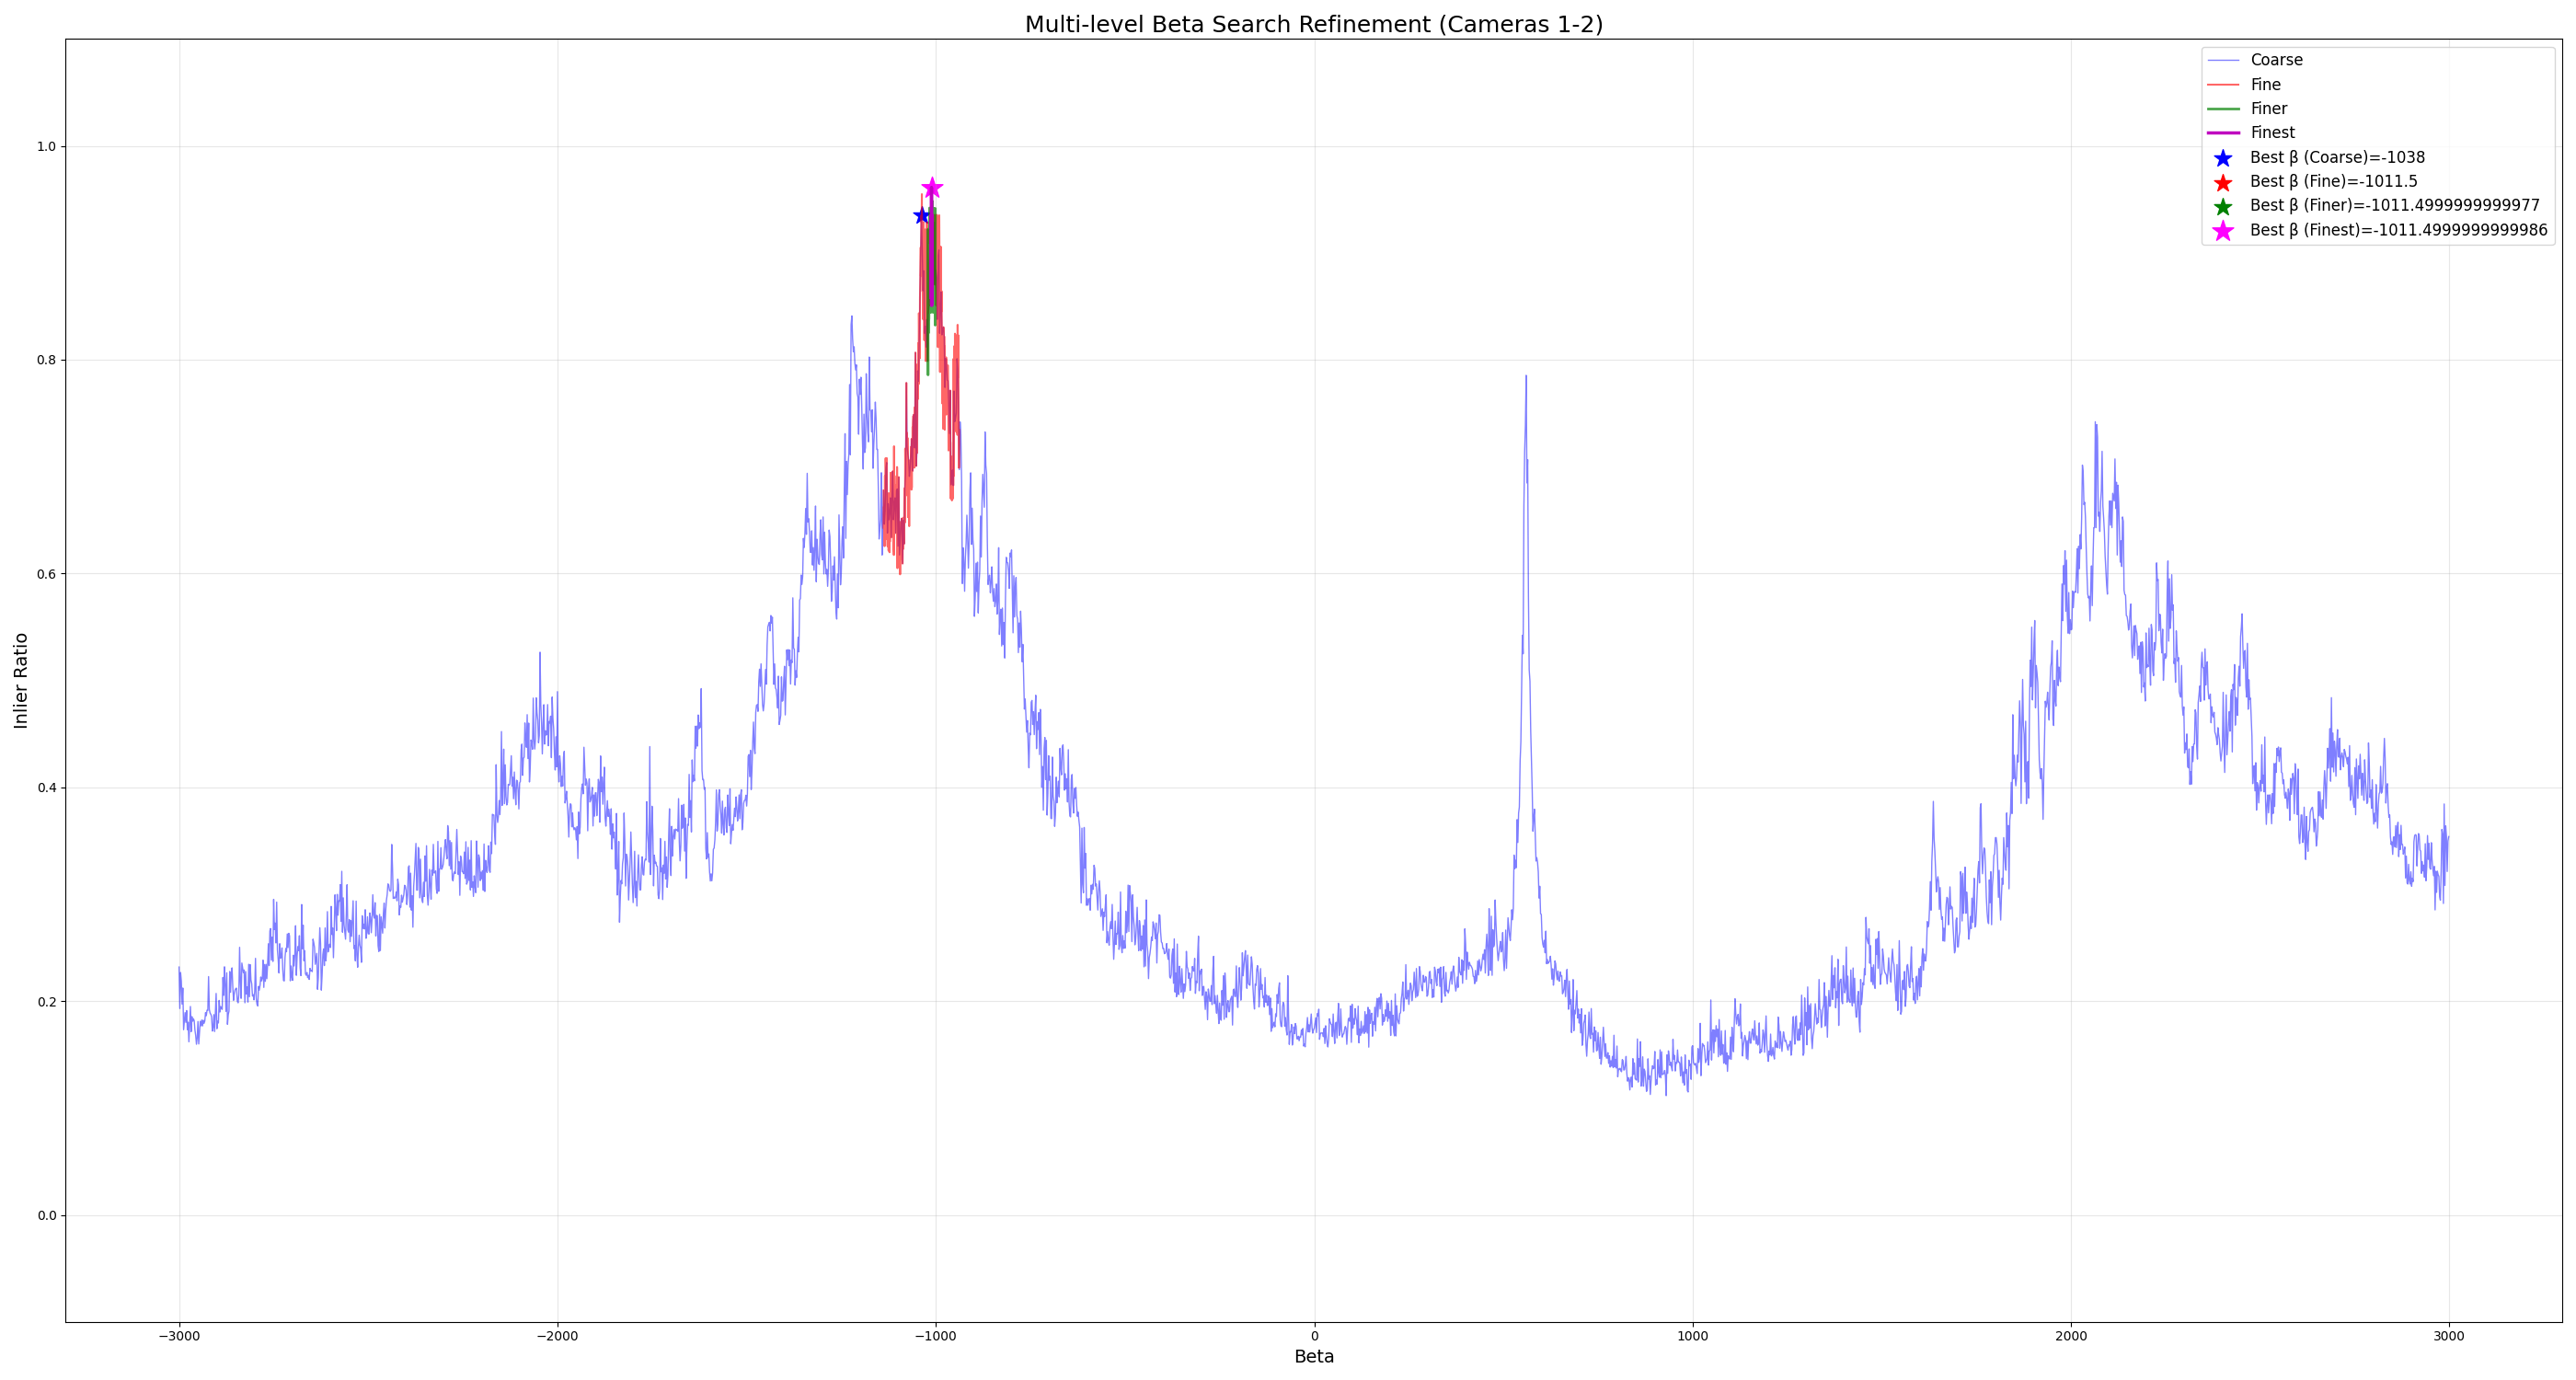 Multi-level Beta Search Refinement (Cameras 1-2)
Coarse
Fine
Finer
Finest
Best β (Coarse)=-1038
Best β (Fine)=-1011.5
Best β (Finer)=-1011.4999999999977
Best β (Finest)=-1011.4999999999986
Inlier Ratio
1.0
0.8
0.6
0.4
0.2
0.0
−3000 −2000 −1000 0 1000 2000 3000
Beta